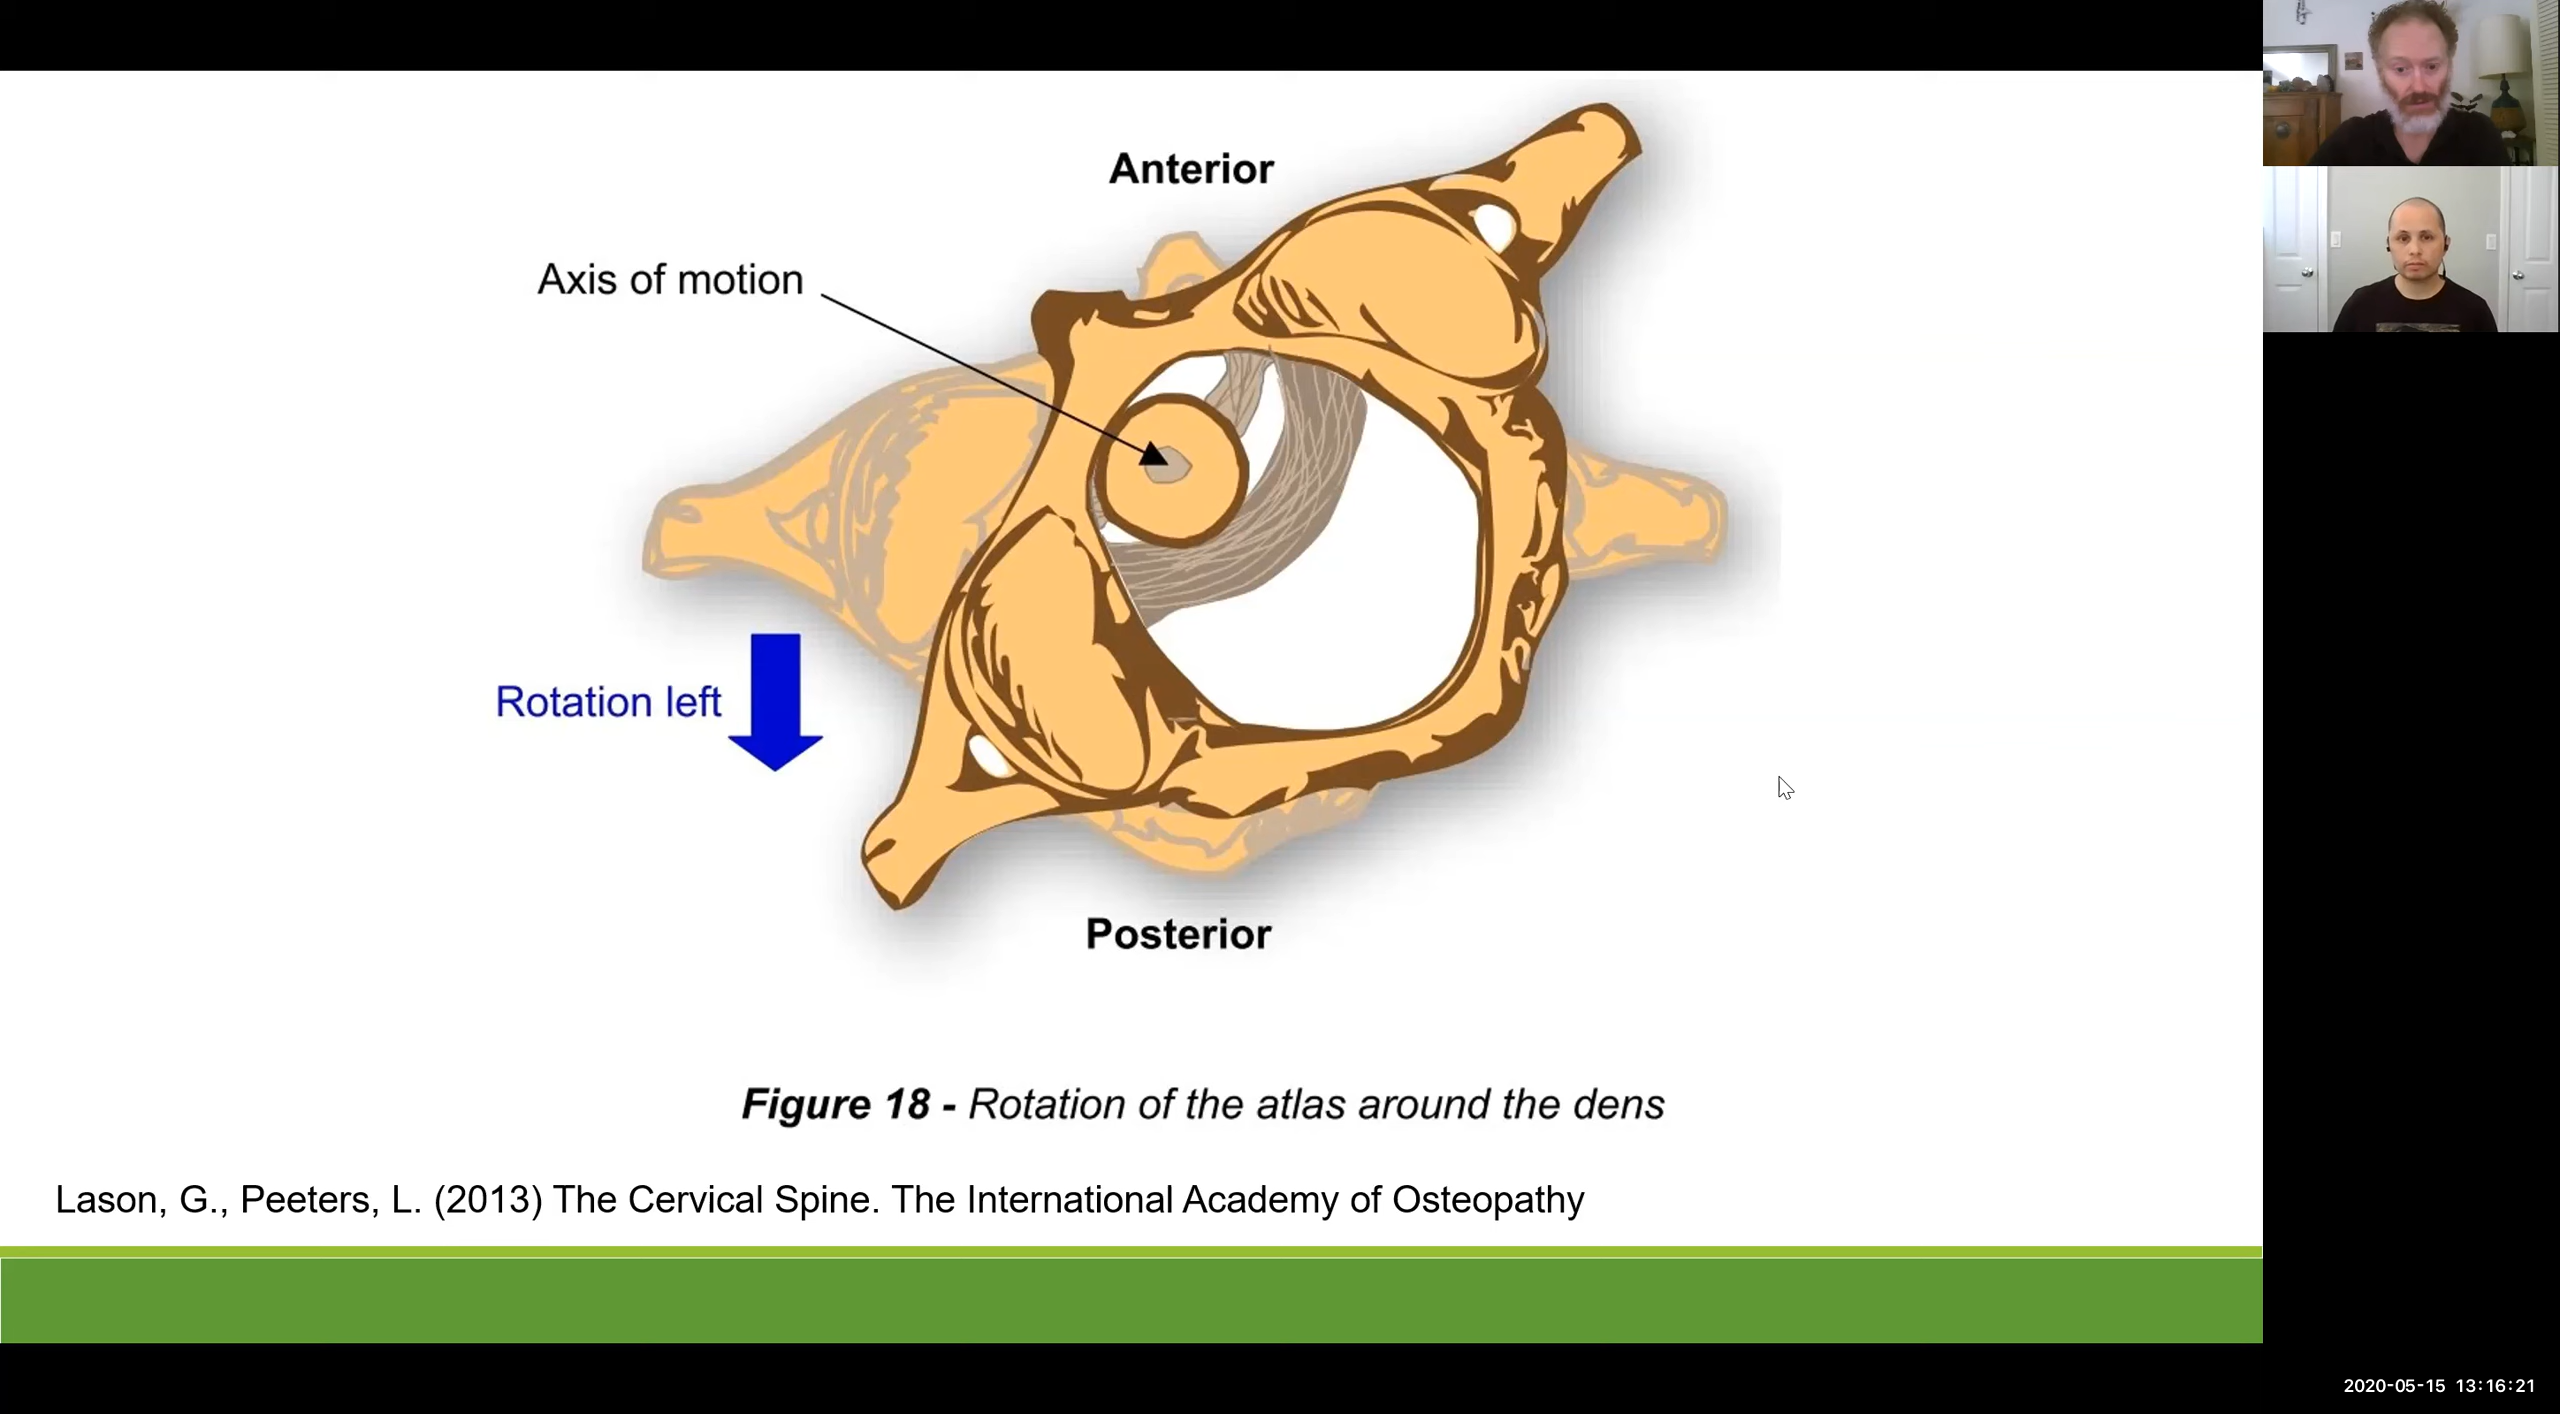 Anterior
Axis of motion
Rotation left
Posterior
Figure 18 - Rotation of the atlas around the dens
Lason, G., Peeters, L. (2013) The Cervical Spine. The International Academy of Osteopathy
2020-05-15 13:16:21